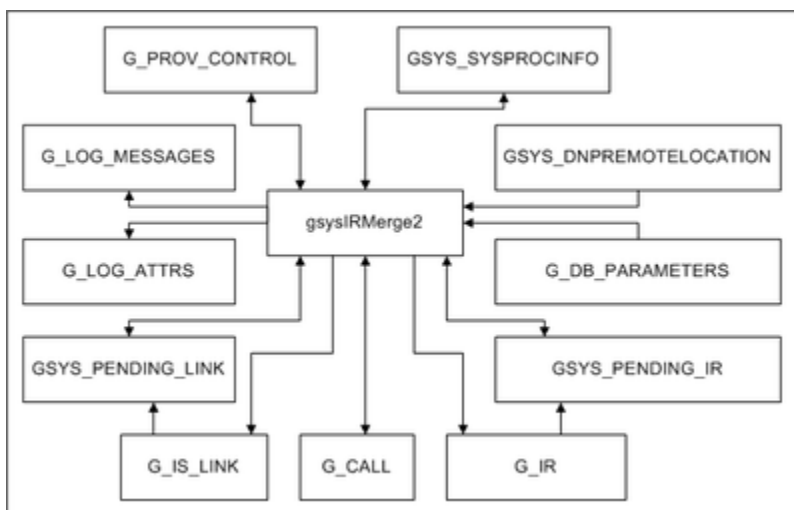 G_PROV_CONTROL
GSYS_SYSPROCINFO
G_LOG_MESSAGES
GSYS_DNPREMOTELOCATION
gsysIRMerge2
G_LOG_ATTRS
G_DB_PARAMETERS
GSYS_PENDING_LINK
GSYS_PENDING_IR
G_IS_LINK
G_CALL
G_IR